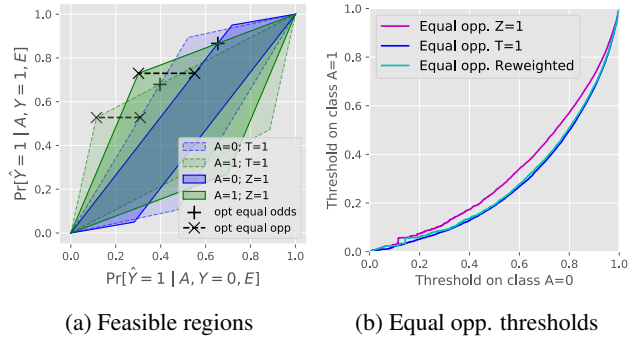 Pr[Ŷ = 1 | A, Y = 1, E]
1.0
0.8
0.6
0.4
0.2
0.0
A=0; T=1
A=1; T=1
A=0; Z=1
A=1; Z=1
opt equal odds
opt equal opp
0.0 0.2 0.4 0.6 0.8 1.0
Pr[Ŷ = 1 | A, Y = 0, E]
(a) Feasible regions
Threshold on class A=1
1.0
0.8
0.6
0.4
0.2
0.0
Equal opp. Z=1
Equal opp. T=1
Equal opp. Reweighted
0.0 0.2 0.4 0.6 0.8 1.0
Threshold on class A=0
(b) Equal opp. thresholds